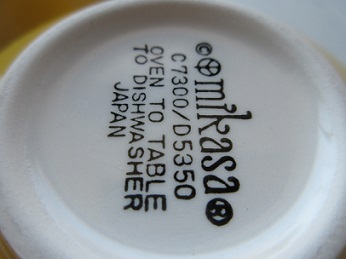 © mikasa ®
C7300/D5350
OVEN TO TABLE
TO DISHWASHER
JAPAN